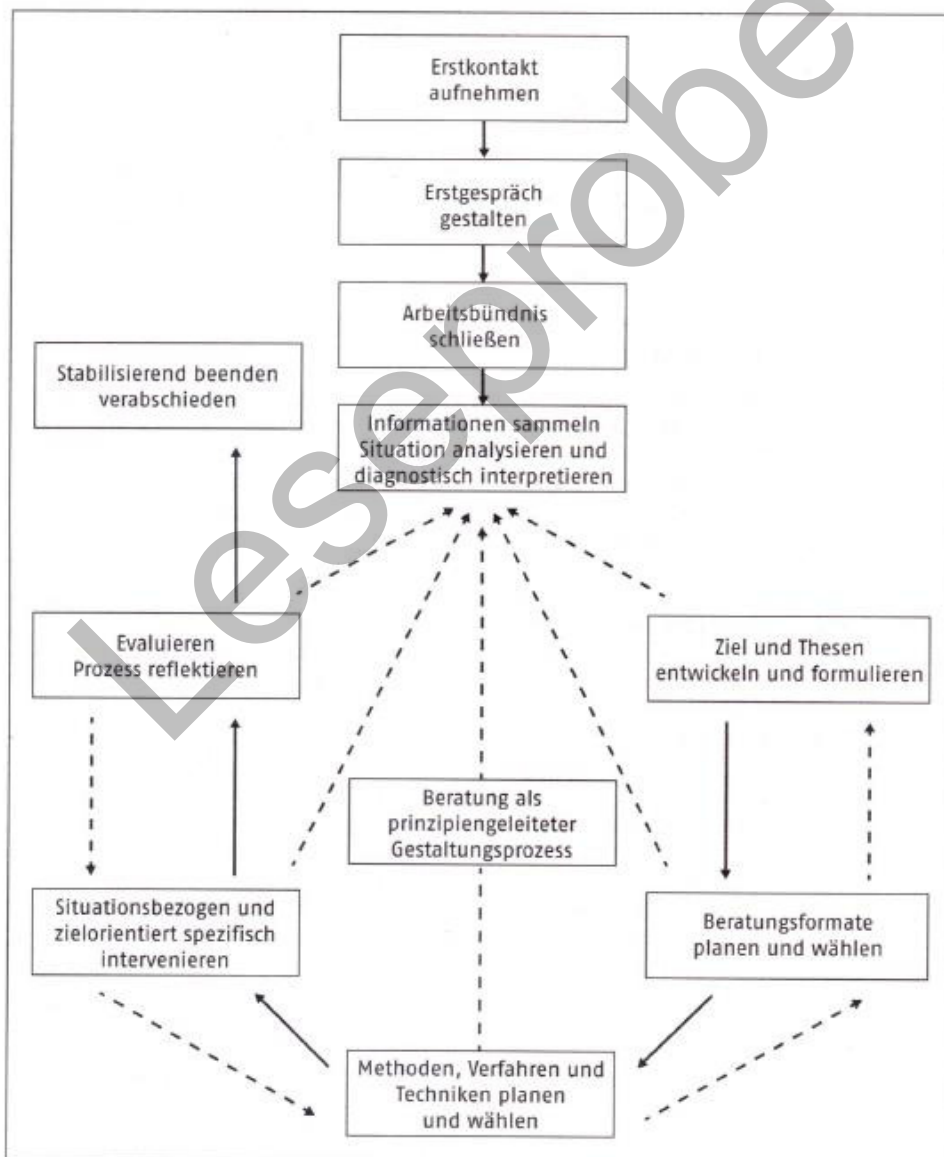 Erstkontakt
aufnehmen
Erstgespräch
gestalten
Arbeitsbündnis
schließen
Stabilisierend beenden
verabschieden
Informationen sammeln
Situation analysieren und
diagnostisch interpretieren
Evaluieren
Prozess reflektieren
Ziel und Thesen
entwickeln und formulieren
Beratung als
prinzipiengeleiteter
Gestaltungsprozess
Situationsbezogen und
zielorientiert spezifisch
intervenieren
Beratungsformate
planen und wählen
Methoden, Verfahren und
Techniken planen
und wählen
Leseprobe